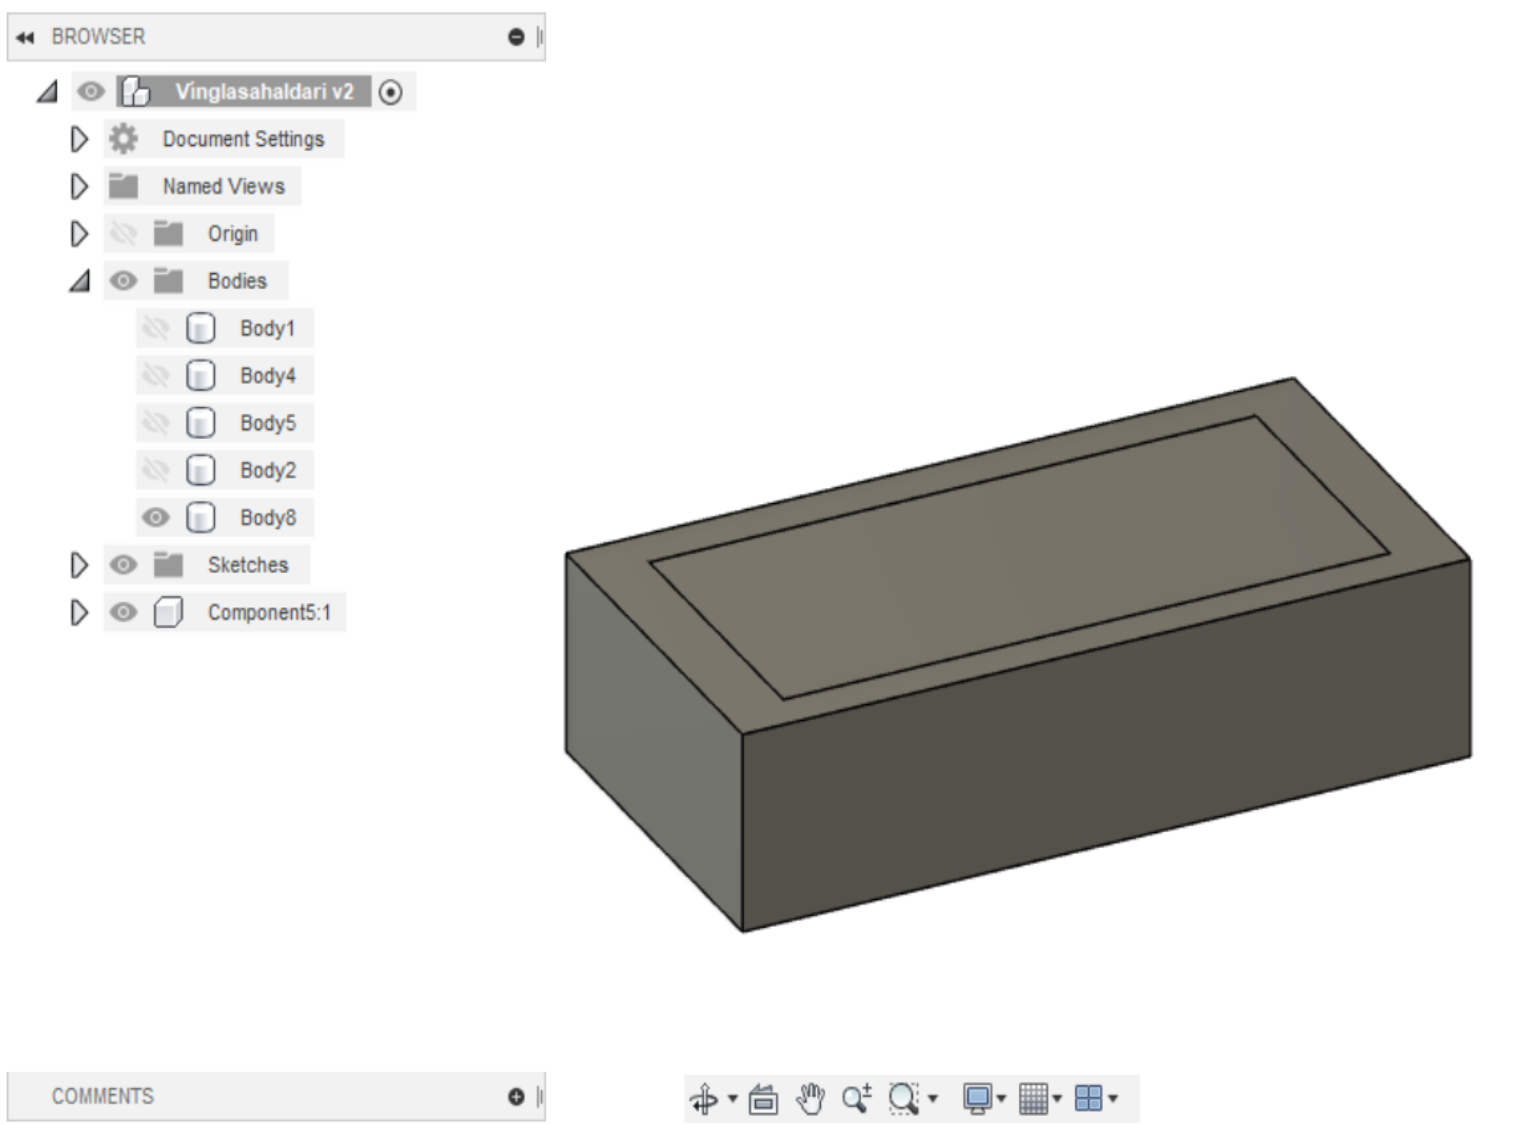 BROWSER
Vínglasahaldari v2
Document Settings
Named Views
Origin
Bodies
Body1
Body4
Body5
Body2
Body8
Sketches
Component5:1
COMMENTS